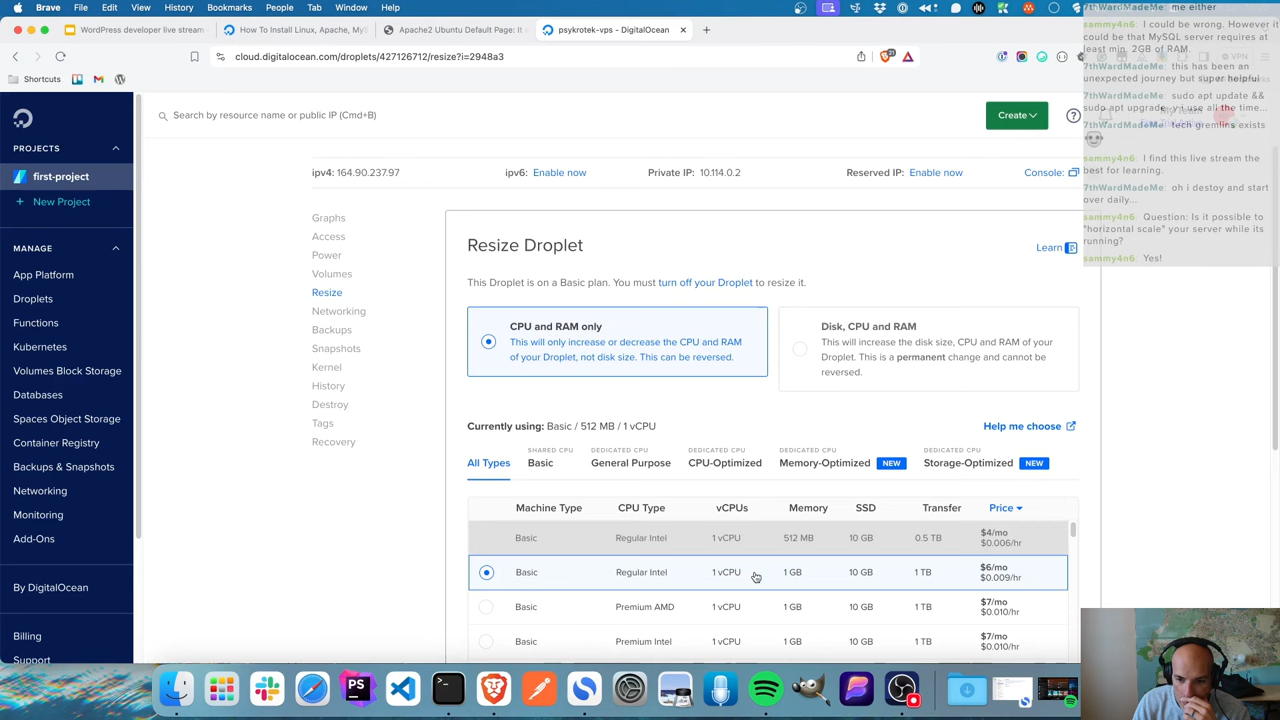 Brave File Edit View History Bookmarks People Tab Window Help
WordPress developer live stream
How To Install Linux, Apache, My
Apache2 Ubuntu Default Page: It
psykrotek-vps - DigitalOcean
cloud.digitalocean.com/droplets/427126712/resize?i=2948a3
VPN
Shortcuts
Search by resource name or public IP (Cmd+B)
Create
My Team
PROJECTS
first-project
+ New Project
MANAGE
App Platform
Droplets
Functions
Kubernetes
Volumes Block Storage
Databases
Spaces Object Storage
Container Registry
Backups & Snapshots
Networking
Monitoring
Add-Ons
By DigitalOcean
Billing
Support
ipv4: 164.90.237.97 ipv6: Enable now Private IP: 10.114.0.2 Reserved IP: Enable now Console:
Graphs
Access
Power
Volumes
Resize
Networking
Backups
Snapshots
Kernel
History
Destroy
Tags
Recovery
Resize Droplet
Learn
This Droplet is on a Basic plan. You must turn off your Droplet to resize it.
CPU and RAM only
This will only increase or decrease the CPU and RAM
of your Droplet, not disk size. This can be reversed.
Disk, CPU and RAM
This will increase the disk size, CPU and RAM of your
Droplet. This is a permanent change and cannot be
reversed.
Currently using: Basic / 512 MB / 1 vCPU
Help me choose
All Types
SHARED CPU
Basic
DEDICATED CPU
General Purpose
DEDICATED CPU
CPU-Optimized
DEDICATED CPU
Memory-Optimized NEW
DEDICATED CPU
Storage-Optimized NEW
Machine Type CPU Type vCPUs Memory SSD Transfer Price
Basic Regular Intel 1 vCPU 512 MB 10 GB 0.5 TB $4/mo
$0.006/hr
Basic Regular Intel 1 vCPU 1 GB 10 GB 1 TB $6/mo
$0.009/hr
Basic Premium AMD 1 vCPU 1 GB 10 GB 1 TB $7/mo
$0.010/hr
Basic Premium Intel 1 vCPU 1 GB 10 GB 1 TB $7/mo
$0.010/hr
7thWardMadeMe: me either
sammy4n6: I could be wrong. However it
could be that MySQL server requires at
least min. 2GB of RAM.
7thWardMadeMe: this has been an
unexpected journey but super helpful
7thWardMadeMe: sudo apt update &&
sudo apt upgrade -y i use all the time...
7thWardMadeMe: tech gremlins exists
sammy4n6: I find this live stream the
best for learning.
7thWardMadeMe: oh i destoy and start
over daily...
sammy4n6: Question: Is it possible to
"horizontal scale" your server while its
running?
sammy4n6: Yes!